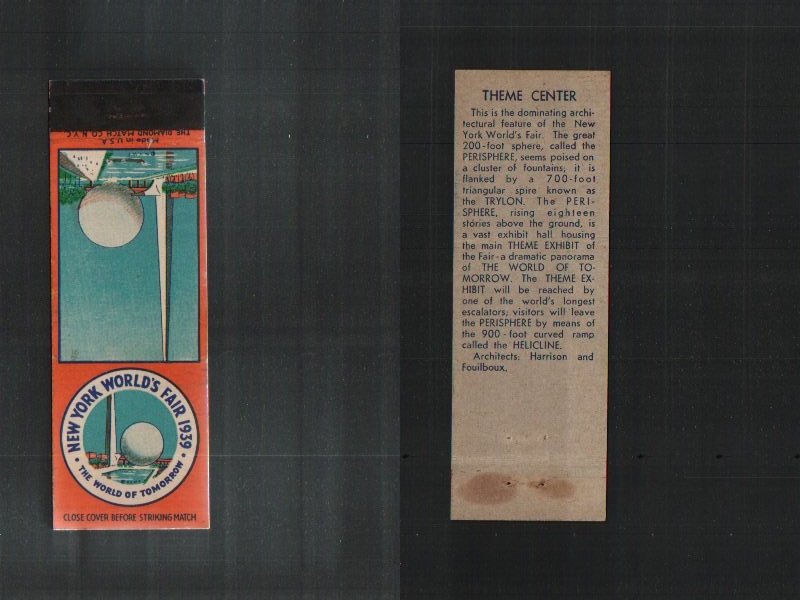 Made in U.S.A.
THE DIAMOND MATCH CO. N.Y.C.
NEW YORK WORLD'S FAIR 1939
THE WORLD OF TOMORROW
CLOSE COVER BEFORE STRIKING MATCH
THEME CENTER
This is the dominating archi-
tectural feature of the New
York World's Fair. The great
200-foot sphere, called the
PERISPHERE, seems poised on
a cluster of fountains; it is
flanked by a 700-foot
triangular spire known as
the TRYLON. The PERI-
SPHERE, rising eighteen
stories above the ground, is
a vast exhibit hall housing
the main THEME EXHIBIT of
the Fair-a dramatic panorama
of THE WORLD OF TO-
MORROW. The THEME EX-
HIBIT will be reached by
one of the world's longest
escalators; visitors will leave
the PERISPHERE by means of
the 900-foot curved ramp
called the HELICLINE.
Architects: Harrison and
Fouilboux.